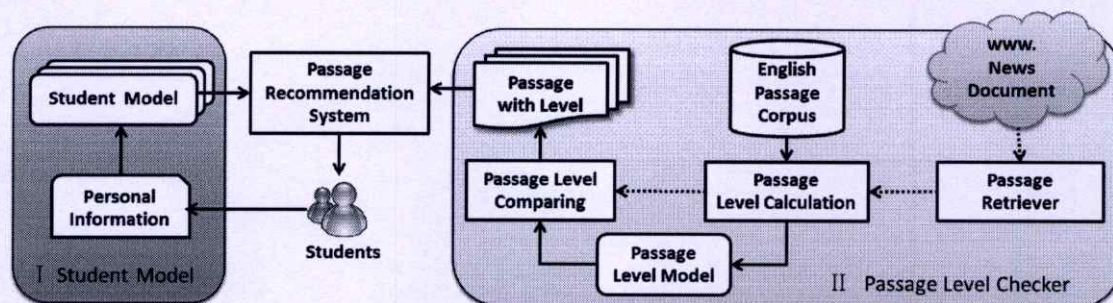 Student Model
Personal
Information
I Student Model
Passage
Recommendation
System
Students
Passage
with Level
English
Passage
Corpus
www.
News
Document
Passage Level
Comparing
Passage
Level Calculation
Passage
Retriever
Passage
Level Model
II Passage Level Checker